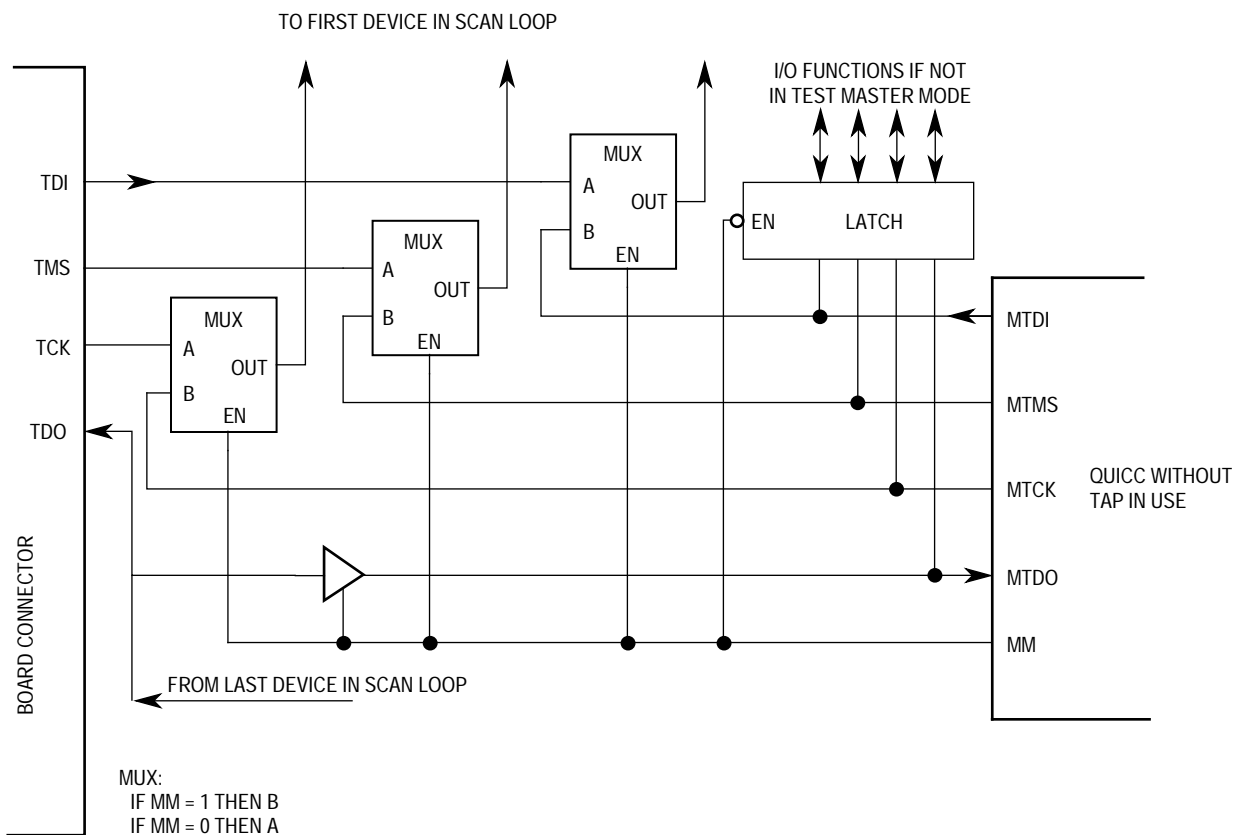 TO FIRST DEVICE IN SCAN LOOP
I/O FUNCTIONS IF NOT
IN TEST MASTER MODE
MUX
TDI
A
OUT
B
EN
EN
LATCH
MUX
TMS
A
OUT
B
EN
MUX
TCK
A
OUT
B
EN
TDO
MTDI
MTMS
MTCK
QUICC WITHOUT
TAP IN USE
MTDO
MM
BOARD CONNECTOR
FROM LAST DEVICE IN SCAN LOOP
MUX:
IF MM = 1 THEN B
IF MM = 0 THEN A